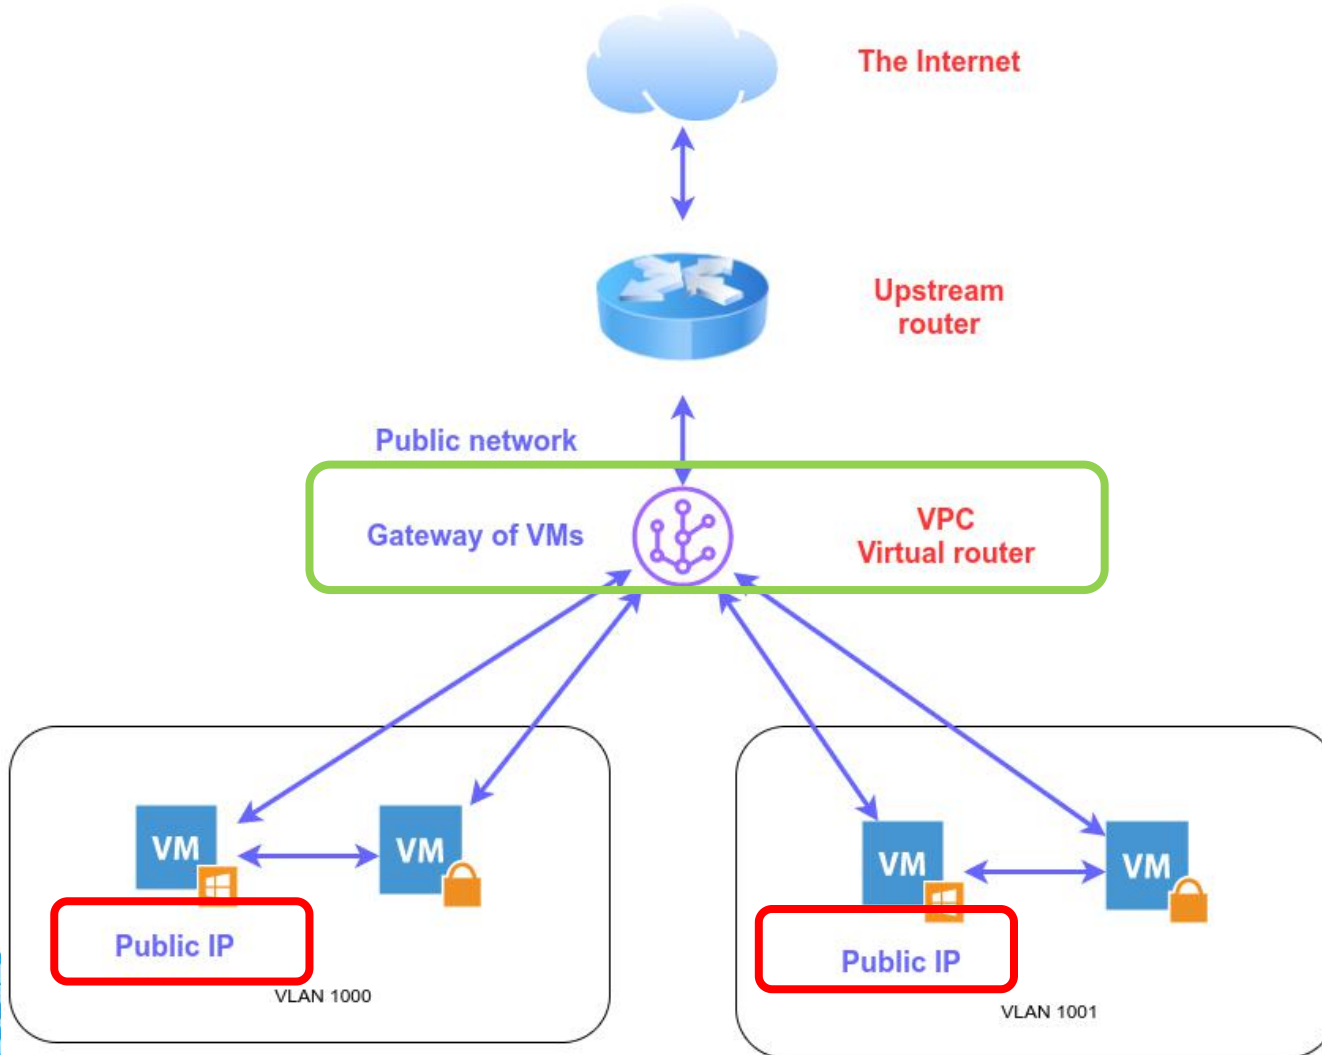 The Internet
Upstream
router
Public network
Gateway of VMs
VPC
Virtual router
VM
VM
VM
VM
Public IP
Public IP
VLAN 1000
VLAN 1001